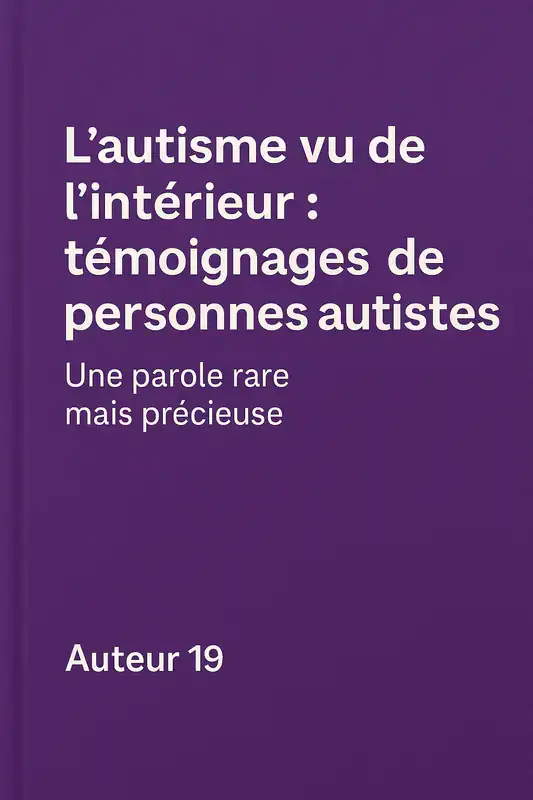 L’autisme vu de
l’intérieur :
témoignages de
personnes autistes
Une parole rare
mais précieuse
Auteur 19